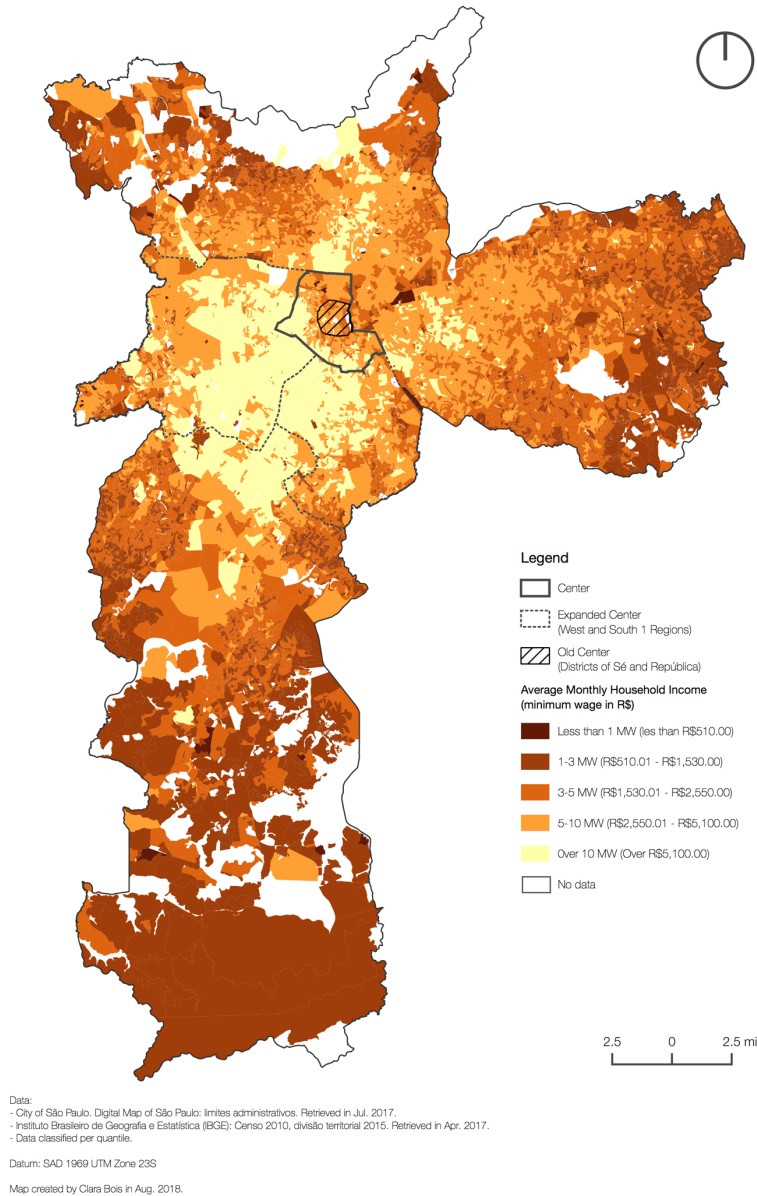 Legend
Center
Expanded Center
(West and South 1 Regions)
Old Center
(Districts of Sé and República)
Average Monthly Household Income
(minimum wage in R$)
Less than 1 MW (les than R$510.00)
1-3 MW (R$510.01 - R$1,530.00)
3-5 MW (R$1,530.01 - R$2,550.00)
5-10 MW (R$2,550.01 - R$5,100.00)
Over 10 MW (Over R$5,100.00)
No data
2.5 0 2.5 mi
Data:
- City of São Paulo. Digital Map of São Paulo: limites administrativos. Retrieved in Jul. 2017.
- Instituto Brasileiro de Geografia e Estatística (IBGE): Censo 2010, divisão territorial 2015. Retrieved in Apr. 2017.
- Data classified per quantile.
Datum: SAD 1969 UTM Zone 23S
Map created by Clara Bois in Aug. 2018.